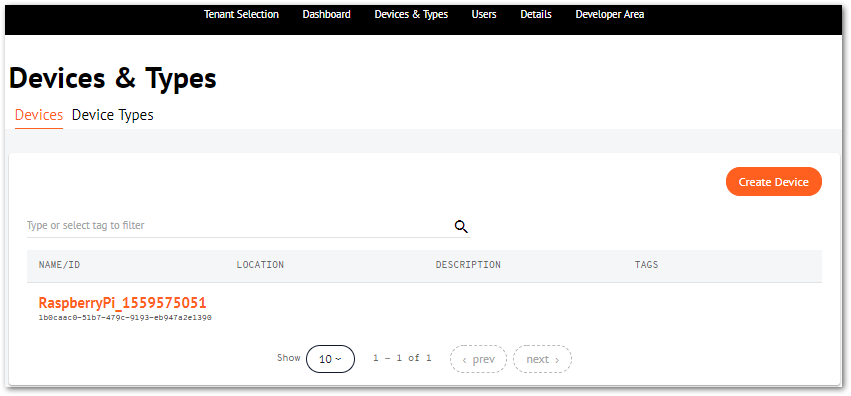 Tenant Selection Dashboard Devices & Types Users Details Developer Area
Devices & Types
Devices Device Types
Create Device
Type or select tag to filter
NAME/ID LOCATION DESCRIPTION TAGS
RaspberryPi_1559575051
1b0caac0-51b7-479c-9193-eb947a2e1390
Show 10 1 - 1 of 1 ‹ prev next ›